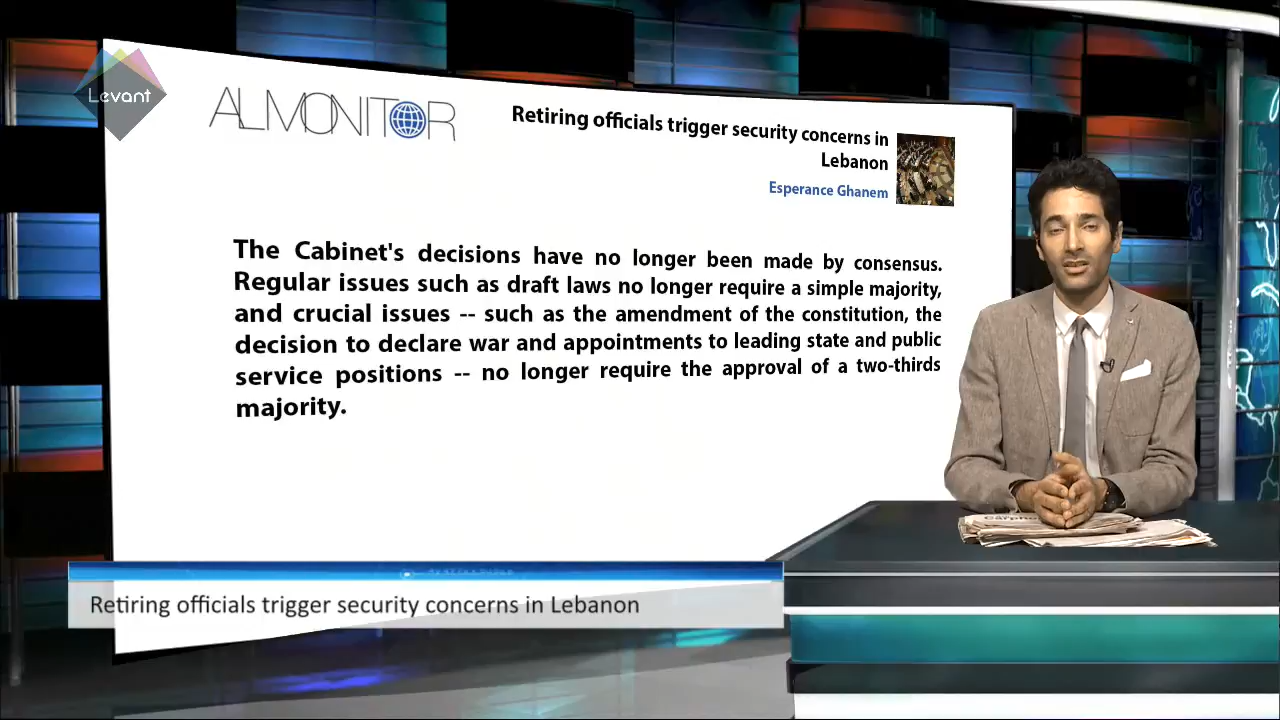 Levant
ALMONITOR
Retiring officials trigger security concerns in
Lebanon
Esperance Ghanem
The Cabinet's decisions have no longer been made by consensus.
Regular issues such as draft laws no longer require a simple majority,
and crucial issues -- such as the amendment of the constitution, the
decision to declare war and appointments to leading state and public
service positions -- no longer require the approval of a two-thirds
majority.
Retiring officials trigger security concerns in Lebanon